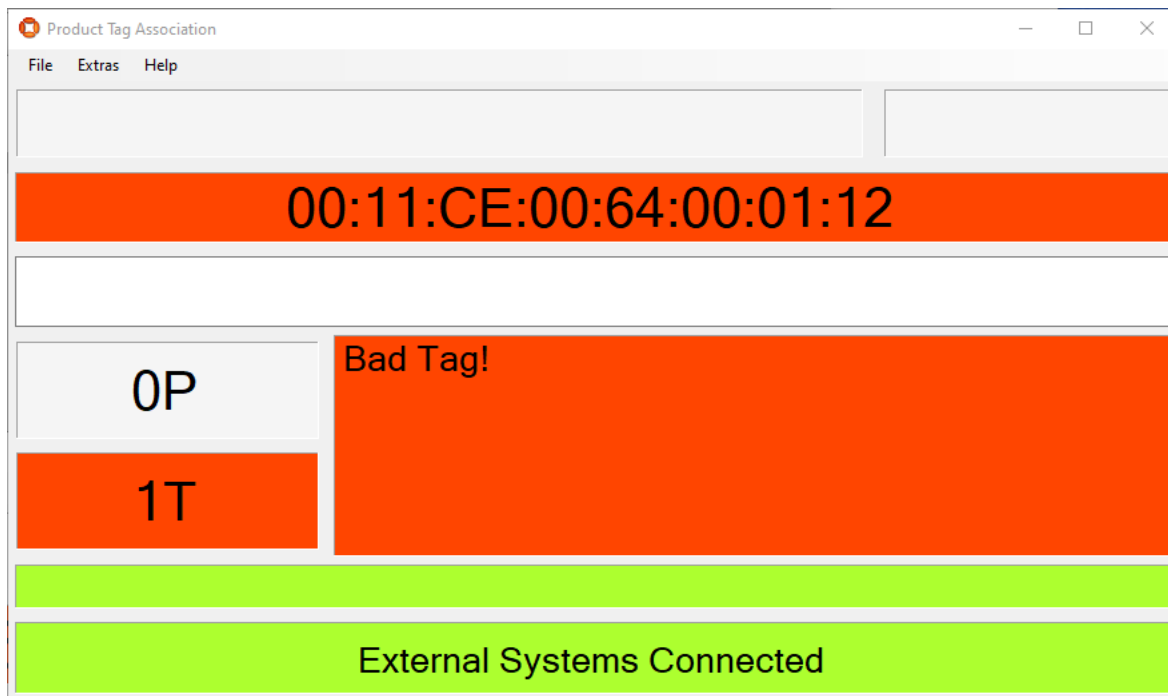 Product Tag Association
File Extras Help
00:11:CE:00:64:00:01:12
0P
Bad Tag!
1T
External Systems Connected